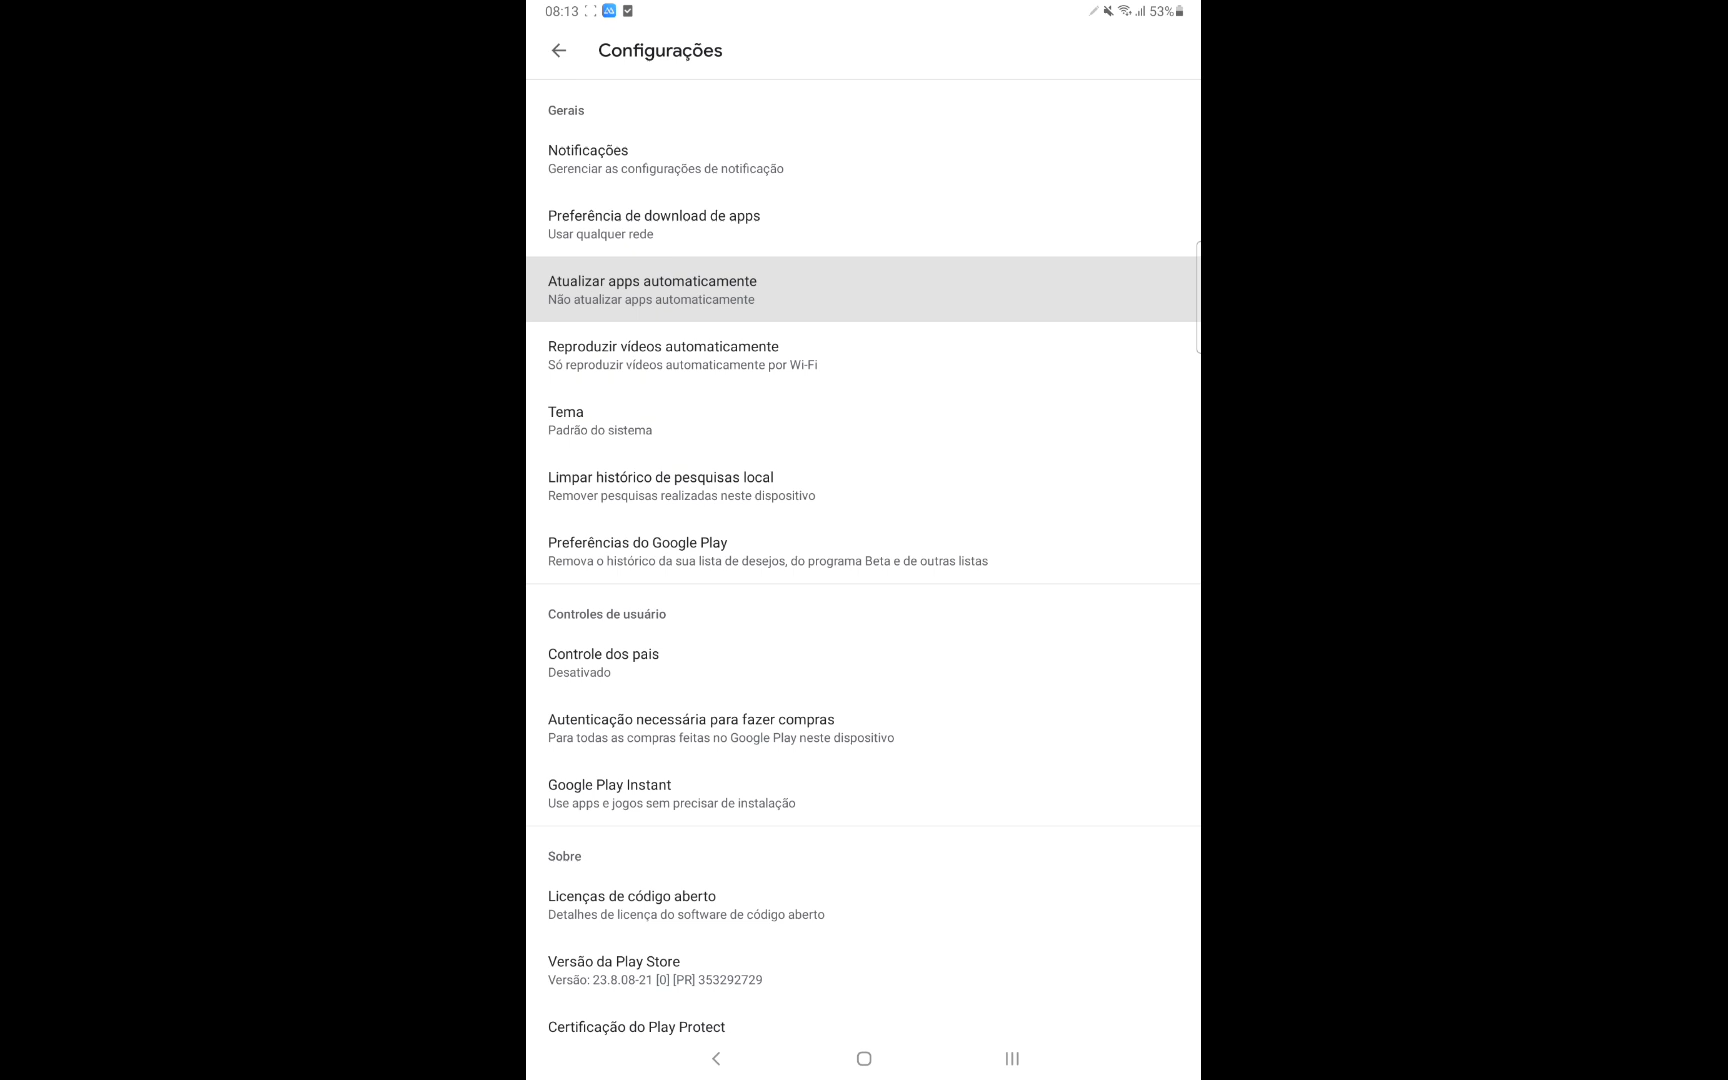 08:13
53%
Configurações
Gerais
Notificações
Gerenciar as configurações de notificação
Preferência de download de apps
Usar qualquer rede
Atualizar apps automaticamente
Não atualizar apps automaticamente
Reproduzir vídeos automaticamente
Só reproduzir vídeos automaticamente por Wi-Fi
Tema
Padrão do sistema
Limpar histórico de pesquisas local
Remover pesquisas realizadas neste dispositivo
Preferências do Google Play
Remova o histórico da sua lista de desejos, do programa Beta e de outras listas
Controles de usuário
Controle dos pais
Desativado
Autenticação necessária para fazer compras
Para todas as compras feitas no Google Play neste dispositivo
Google Play Instant
Use apps e jogos sem precisar de instalação
Sobre
Licenças de código aberto
Detalhes de licença do software de código aberto
Versão da Play Store
Versão: 23.8.08-21 [0] [PR] 353292729
Certificação do Play Protect